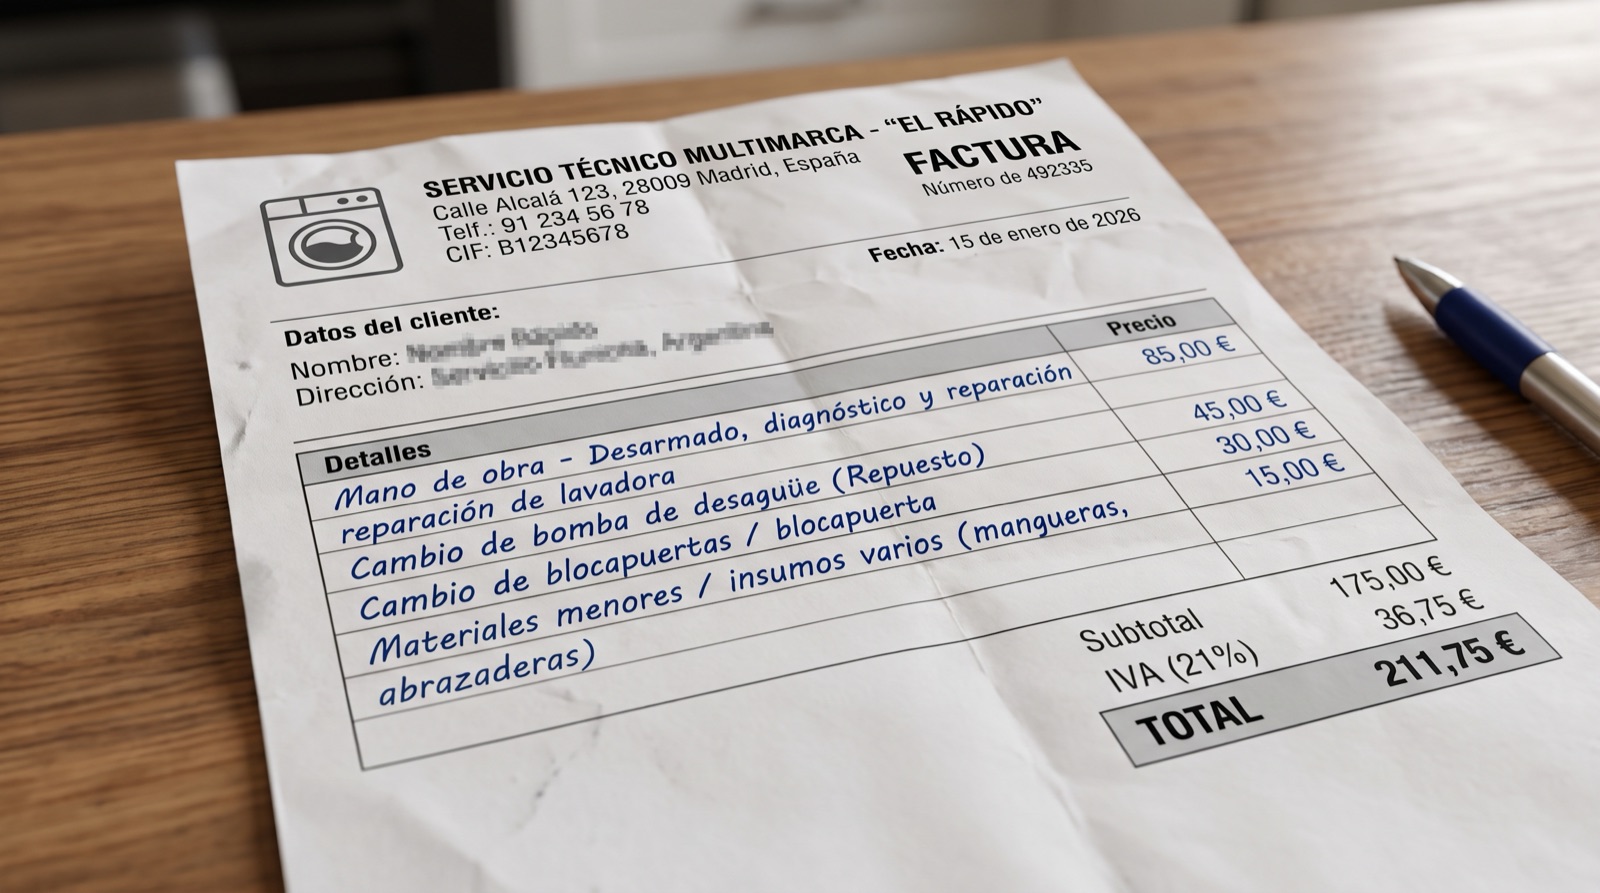 SERVICIO TÉCNICO MULTIMARCA - “EL RÁPIDO”
Calle Alcalá 123, 28009 Madrid, España
Telf.: 91 234 56 78
CIF: B12345678
FACTURA
Número de 492335
Fecha: 15 de enero de 2026
Datos del cliente:
Nombre:
Dirección:
Detalles Precio
Mano de obra - Desarmado, diagnóstico y reparación 85,00 €
reparación de lavadora
Cambio de bomba de desagüie (Repuesto) 45,00 €
Cambio de blocapuertas / blocapuerta 30,00 €
Materiales menores / insumos varios (mangueras, 15,00 €
abrazaderas)
Subtotal 175,00 €
IVA (21%) 36,75 €
TOTAL 211,75 €